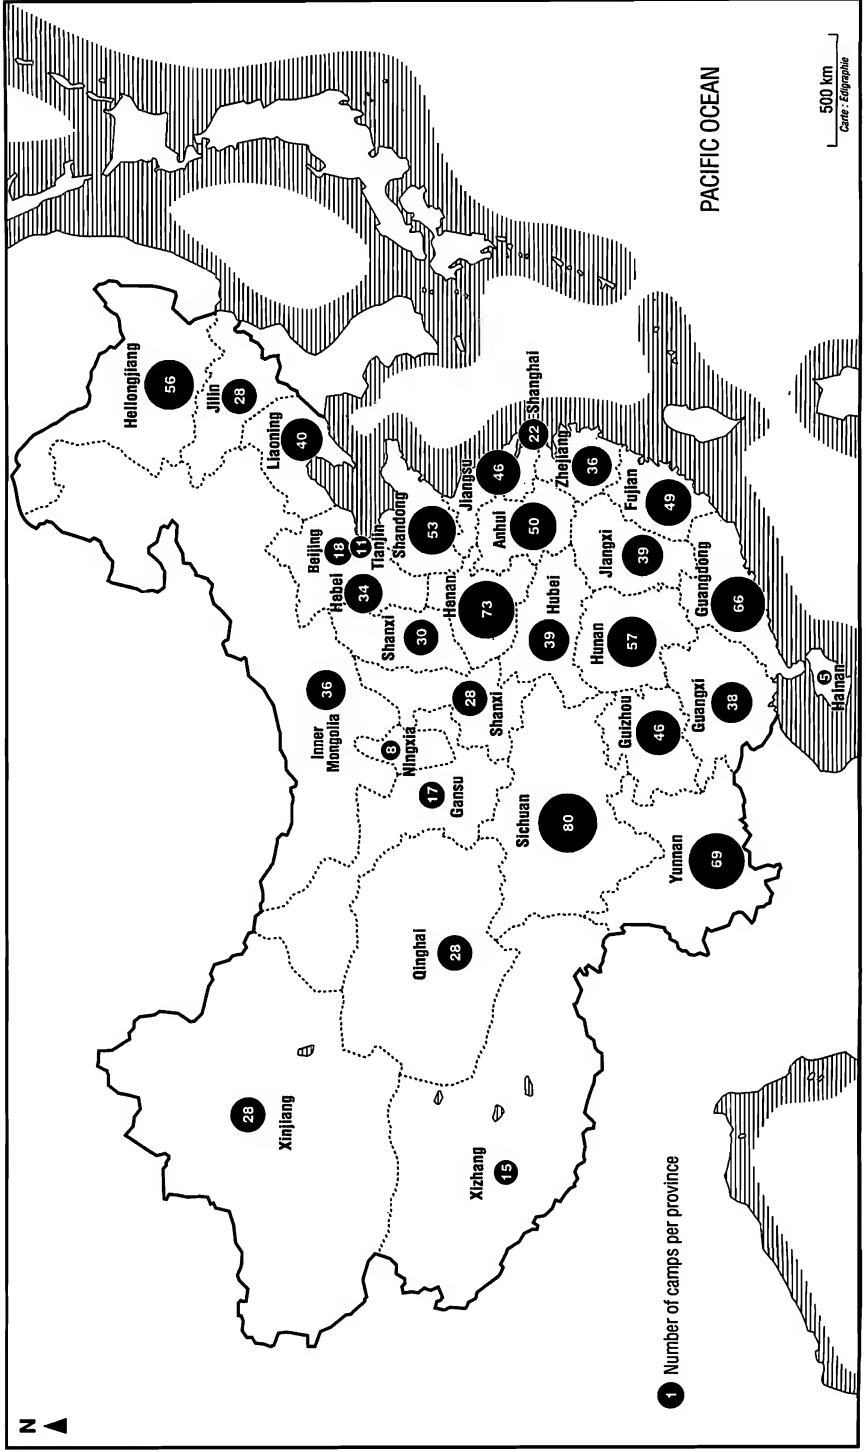 N
Heilongjiang
56
Jilin
28
Liaoning
40
Xinjiang
28
Inner
Mongolia
36
Beijing
18
11
Tianjin
Hebei
34
Shanxi
30
Shandong
53
Ningxia
8
Gansu
17
Qinghai
28
Shanxi
28
Henan
73
Jiangsu
46
Anhui
50
22
Shanghai
Xizhang
15
Sichuan
80
Hubei
39
Zhejiang
36
Hunan
57
Jiangxi
39
Fujian
49
Guizhou
46
Yunnan
69
Guangxi
38
Guangdong
66
5
Hainan
PACIFIC OCEAN
1 Number of camps per province
500 km
Carte : Edigraphie